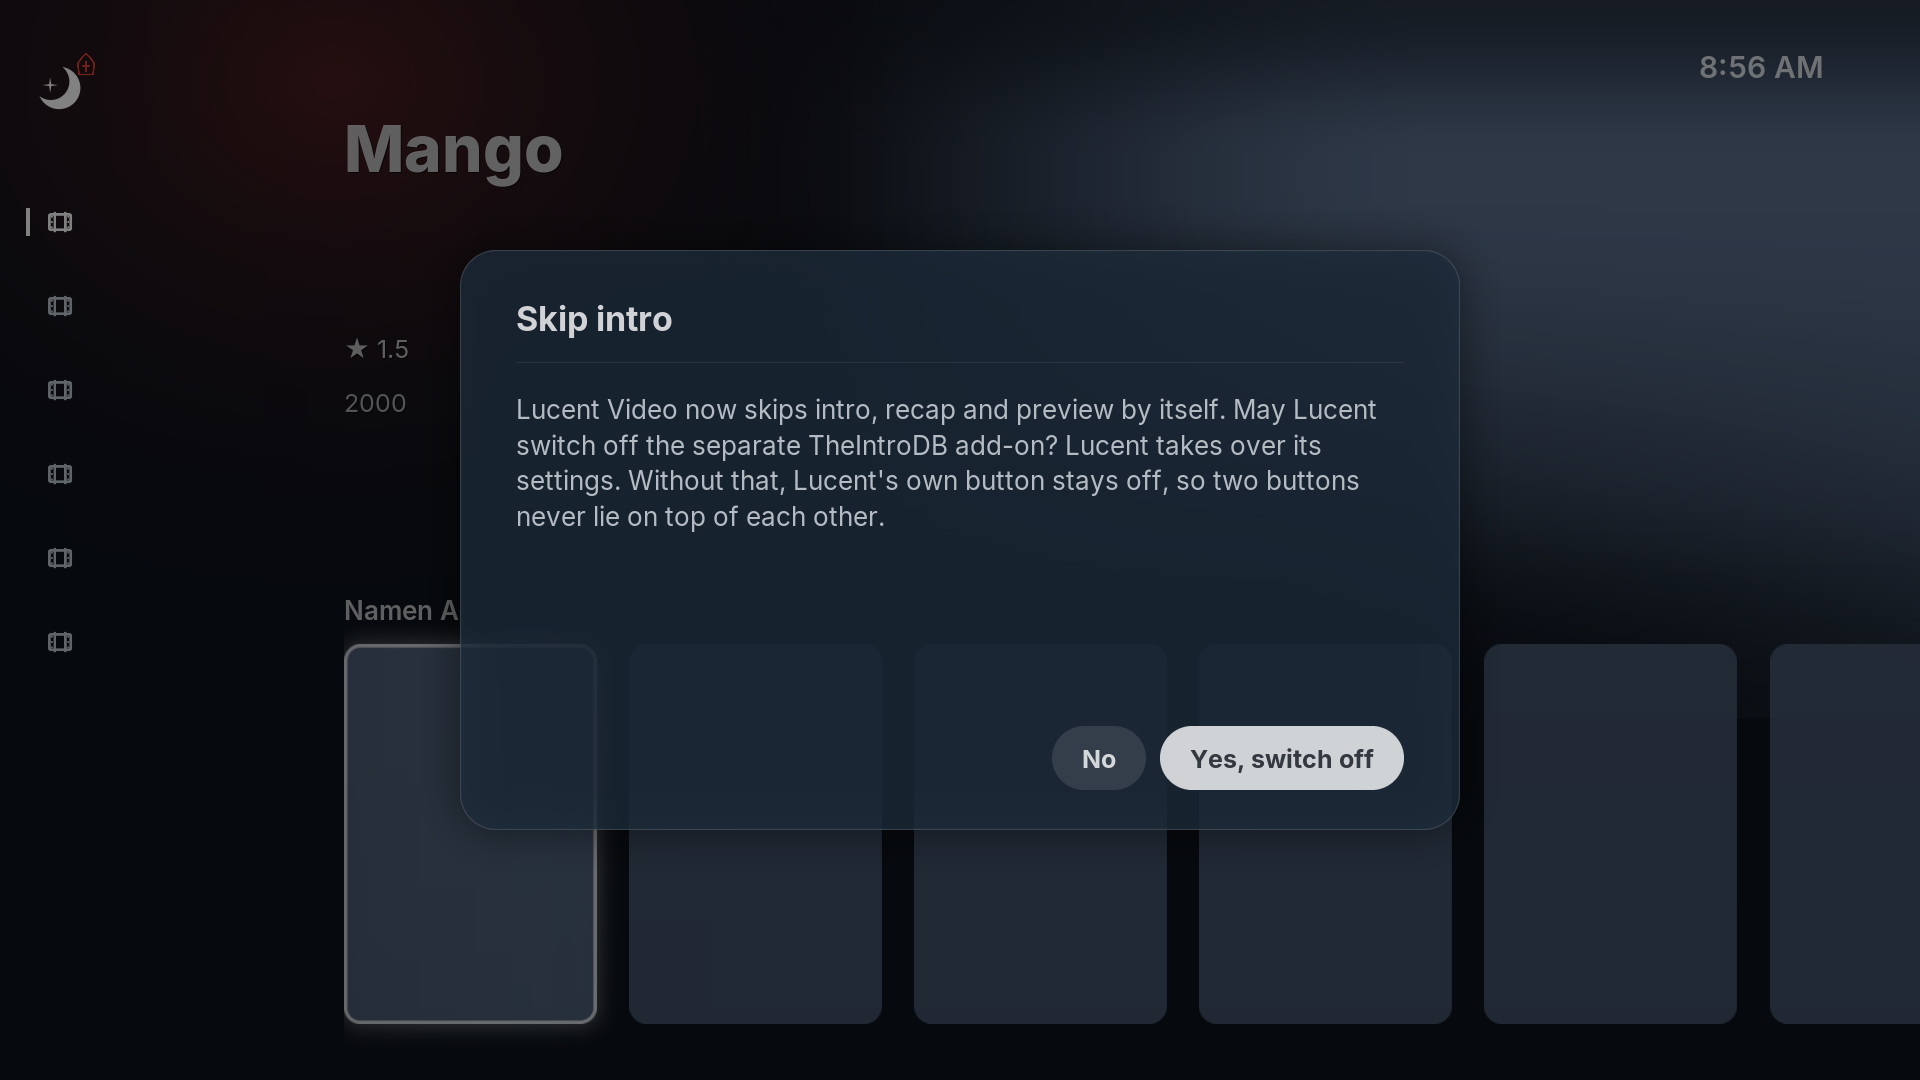 8:56 AM
Mango
★ 1.5
2000
Namen A
Skip intro
Lucent Video now skips intro, recap and preview by itself. May Lucent
switch off the separate TheIntroDB add-on? Lucent takes over its
settings. Without that, Lucent's own button stays off, so two buttons
never lie on top of each other.
No
Yes, switch off